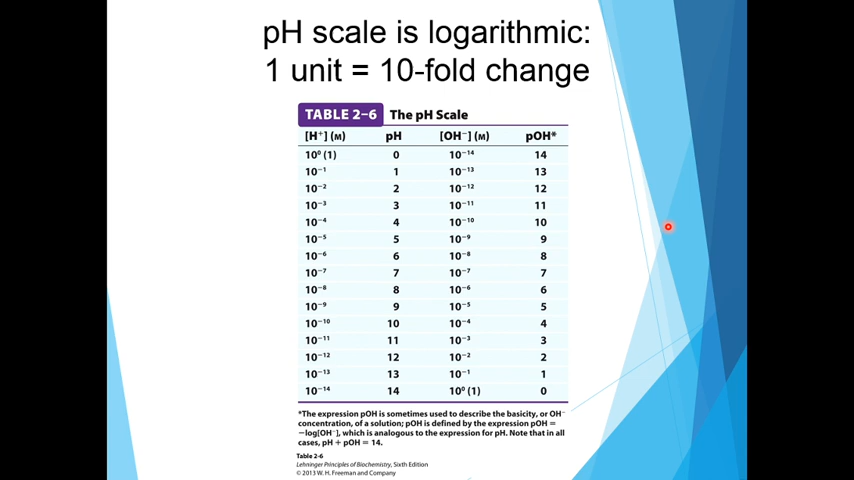 pH scale is logarithmic:
1 unit = 10-fold change
TABLE 2–6 The pH Scale
[H⁺] (M) pH [OH⁻] (M) pOH*
10⁰ (1) 0 10⁻¹⁴ 14
10⁻¹ 1 10⁻¹³ 13
10⁻² 2 10⁻¹² 12
10⁻³ 3 10⁻¹¹ 11
10⁻⁴ 4 10⁻¹⁰ 10
10⁻⁵ 5 10⁻⁹ 9
10⁻⁶ 6 10⁻⁸ 8
10⁻⁷ 7 10⁻⁷ 7
10⁻⁸ 8 10⁻⁶ 6
10⁻⁹ 9 10⁻⁵ 5
10⁻¹⁰ 10 10⁻⁴ 4
10⁻¹¹ 11 10⁻³ 3
10⁻¹² 12 10⁻² 2
10⁻¹³ 13 10⁻¹ 1
10⁻¹⁴ 14 10⁰ (1) 0
*The expression pOH is sometimes used to describe the basicity, or OH⁻
concentration, of a solution; pOH is defined by the expression pOH =
−log[OH⁻], which is analogous to the expression for pH. Note that in all
cases, pH + pOH = 14.
Table 2-6
Lehninger Principles of Biochemistry, Sixth Edition
© 2013 W. H. Freeman and Company